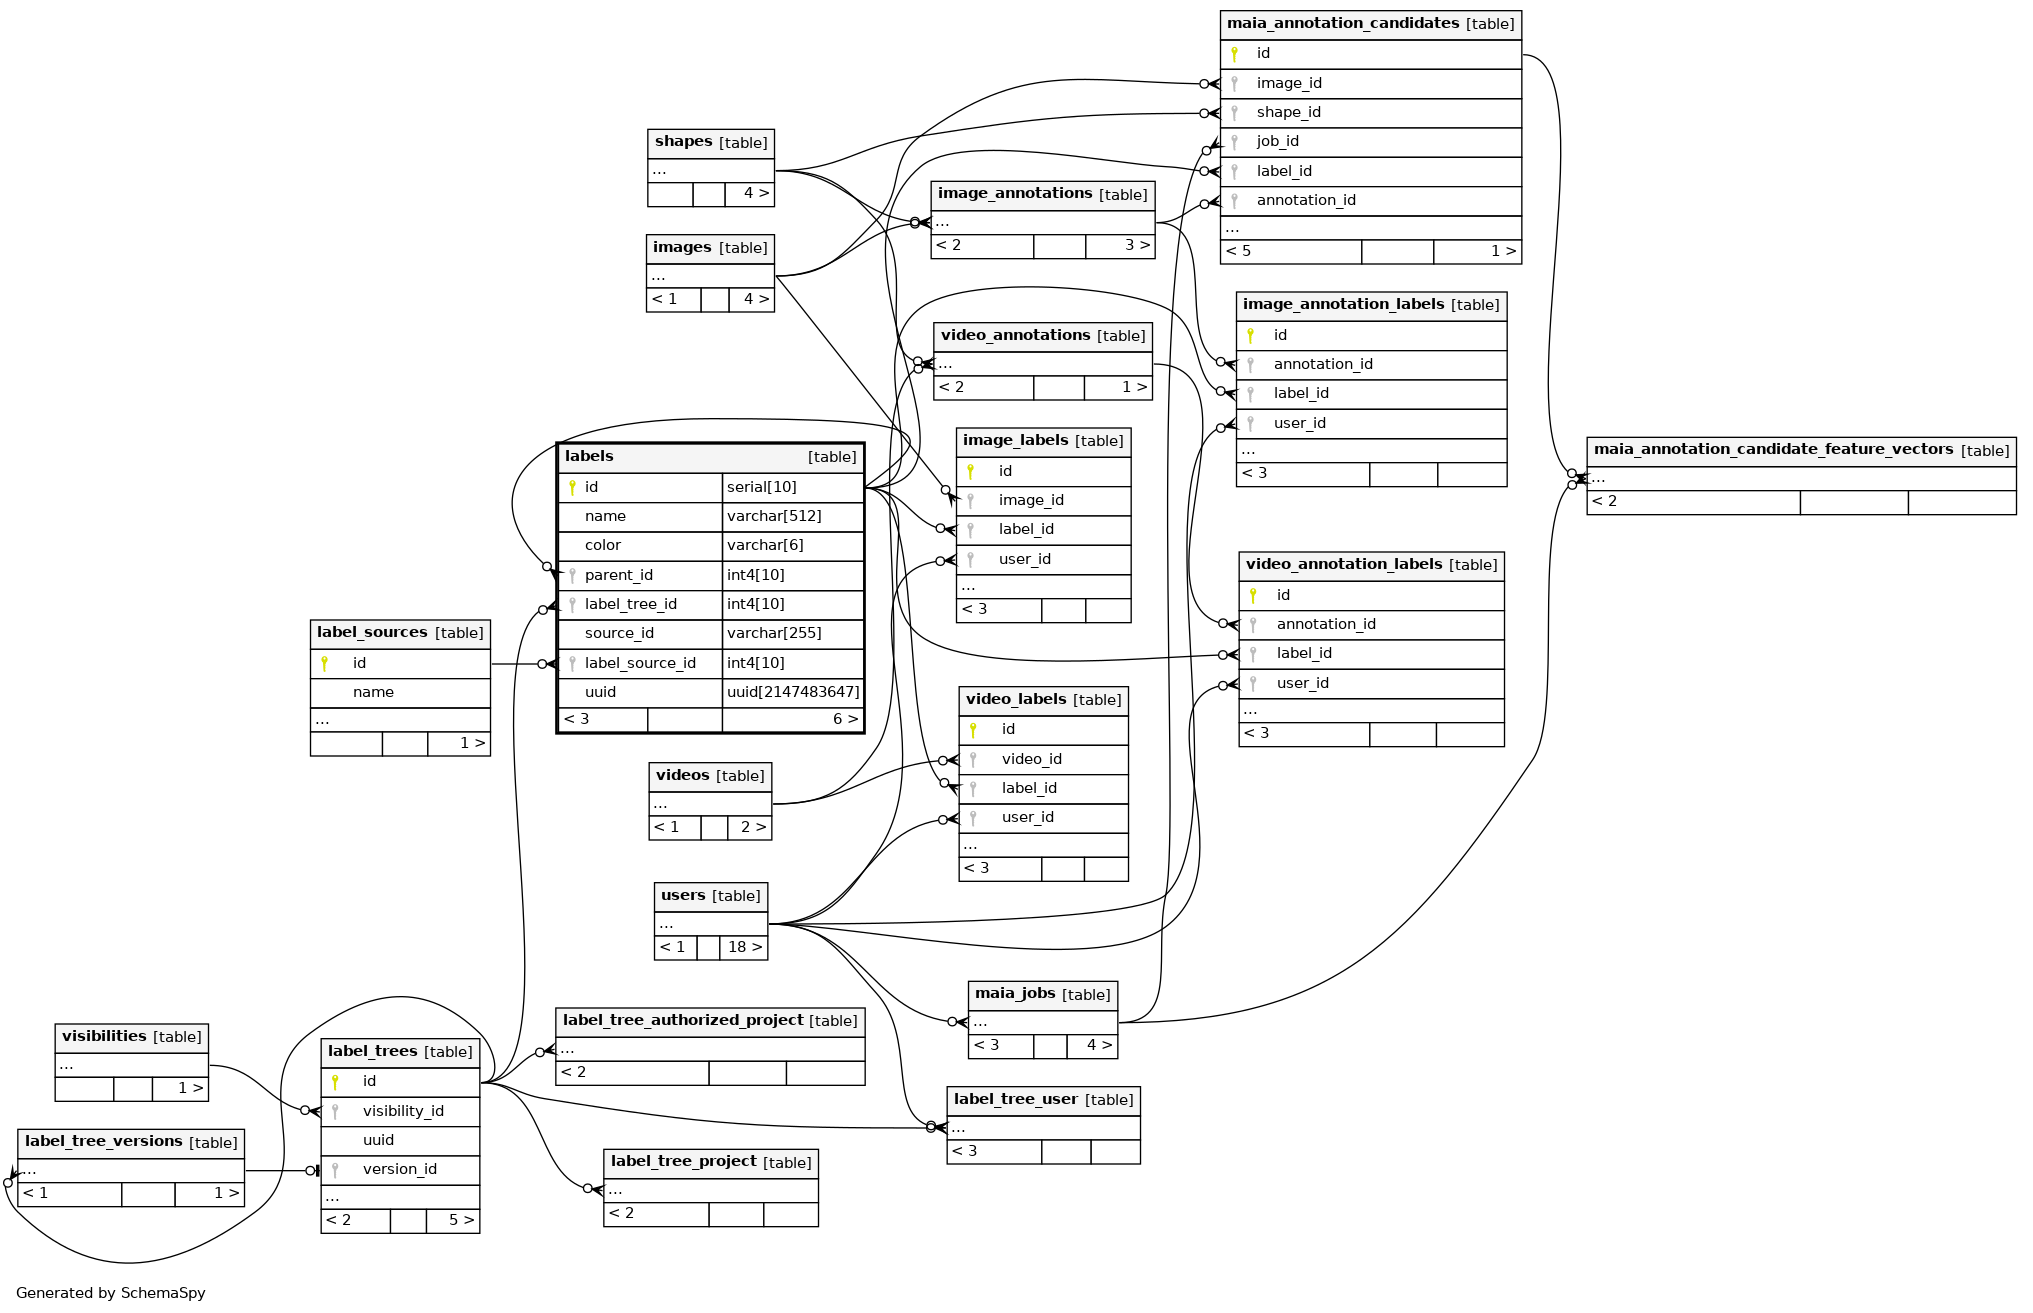 maia_annotation_candidates [table]
id
image_id
shape_id
job_id
label_id
annotation_id
...
< 5 1 >
shapes [table]
...
4 >
image_annotations [table]
...
< 2 3 >
images [table]
...
< 1 4 >
image_annotation_labels [table]
id
annotation_id
label_id
user_id
...
< 3
video_annotations [table]
...
< 2 1 >
maia_annotation_candidate_feature_vectors [table]
...
< 2
labels [table]
id serial[10]
name varchar[512]
color varchar[6]
parent_id int4[10]
label_tree_id int4[10]
source_id varchar[255]
label_source_id int4[10]
uuid uuid[2147483647]
< 3 6 >
image_labels [table]
id
image_id
label_id
user_id
...
< 3
video_annotation_labels [table]
id
annotation_id
label_id
user_id
...
< 3
label_sources [table]
id
name
...
1 >
video_labels [table]
id
video_id
label_id
user_id
...
< 3
videos [table]
...
< 1 2 >
users [table]
...
< 1 18 >
maia_jobs [table]
...
< 3 4 >
label_tree_authorized_project [table]
...
< 2
visibilities [table]
...
1 >
label_trees [table]
id
visibility_id
uuid
version_id
...
< 2 5 >
label_tree_user [table]
...
< 3
label_tree_versions [table]
...
< 1 1 >
label_tree_project [table]
...
< 2
Generated by SchemaSpy